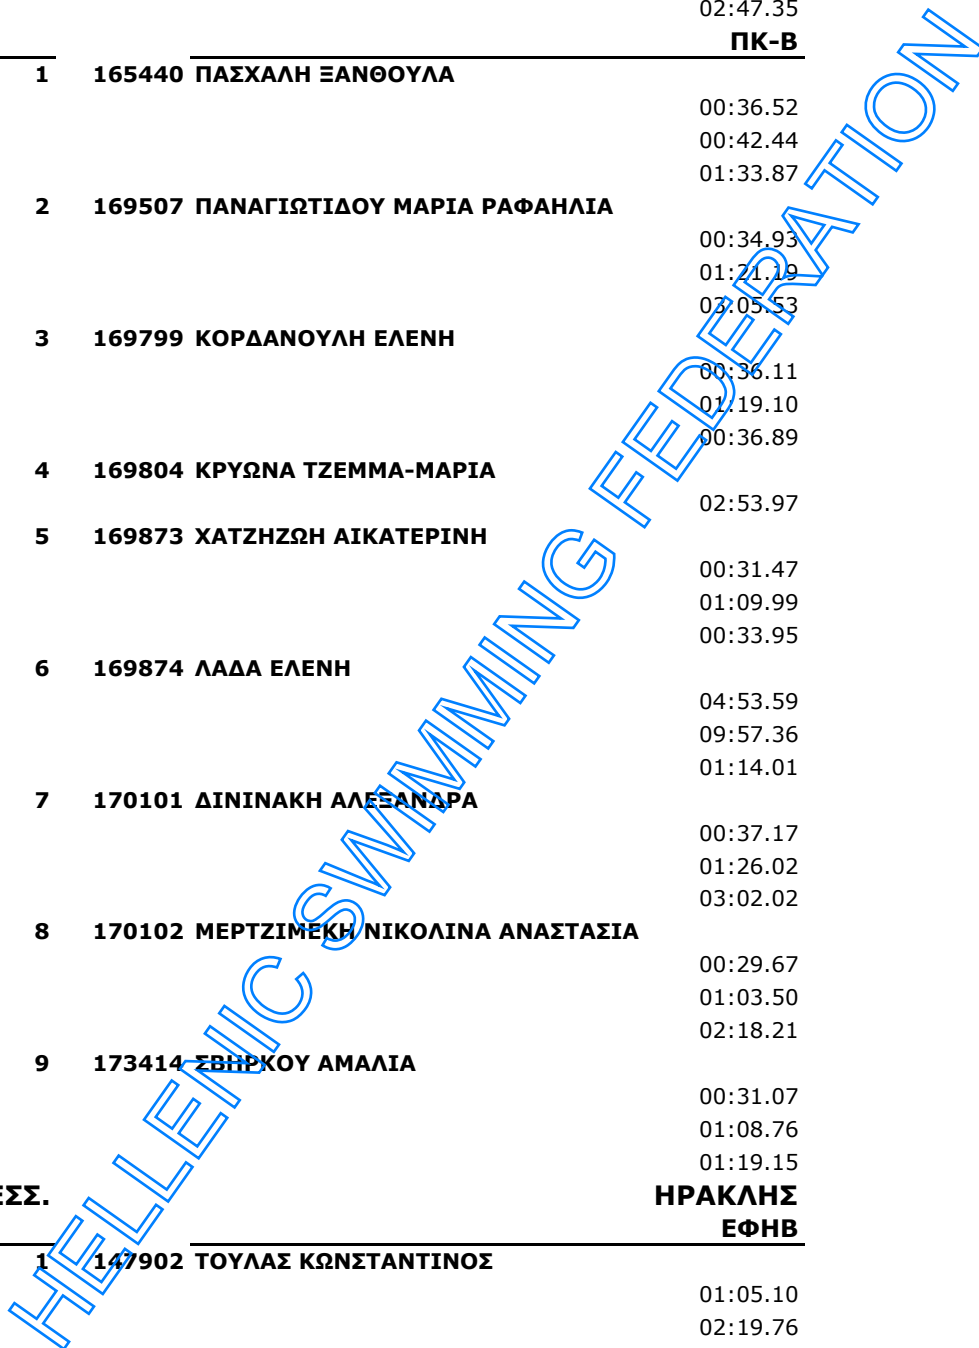 02:47.35
ΠΚ-Β
1 165440 ΠΑΣΧΑΛΗ ΞΑΝΘΟΥΛΑ
00:36.52
00:42.44
01:33.87
2 169507 ΠΑΝΑΓΙΩΤΙΔΟΥ ΜΑΡΙΑ ΡΑΦΑΗΛΙΑ
00:34.93
01:21.19
03:05.53
3 169799 ΚΟΡΔΑΝΟΥΛΗ ΕΛΕΝΗ
00:36.11
01:19.10
00:36.89
4 169804 ΚΡΥΩΝΑ ΤΖΕΜΜΑ-ΜΑΡΙΑ
02:53.97
5 169873 ΧΑΤΖΗΖΩΗ ΑΙΚΑΤΕΡΙΝΗ
00:31.47
01:09.99
00:33.95
6 169874 ΛΑΔΑ ΕΛΕΝΗ
04:53.59
09:57.36
01:14.01
7 170101 ΔΙΝΙΝΑΚΗ ΑΛΕΞΑΝΔΡΑ
00:37.17
01:26.02
03:02.02
8 170102 ΜΕΡΤΖΙΜΕΚΗ ΝΙΚΟΛΙΝΑ ΑΝΑΣΤΑΣΙΑ
00:29.67
01:03.50
02:18.21
9 173414 ΣΒΗΡΚΟΥ ΑΜΑΛΙΑ
00:31.07
01:08.76
01:19.15
ΕΣΣ. ΗΡΑΚΛΗΣ
ΕΦΗΒ
1 147902 ΤΟΥΛΑΣ ΚΩΝΣΤΑΝΤΙΝΟΣ
01:05.10
02:19.76
HELLENIC SWIMMING FEDERATION